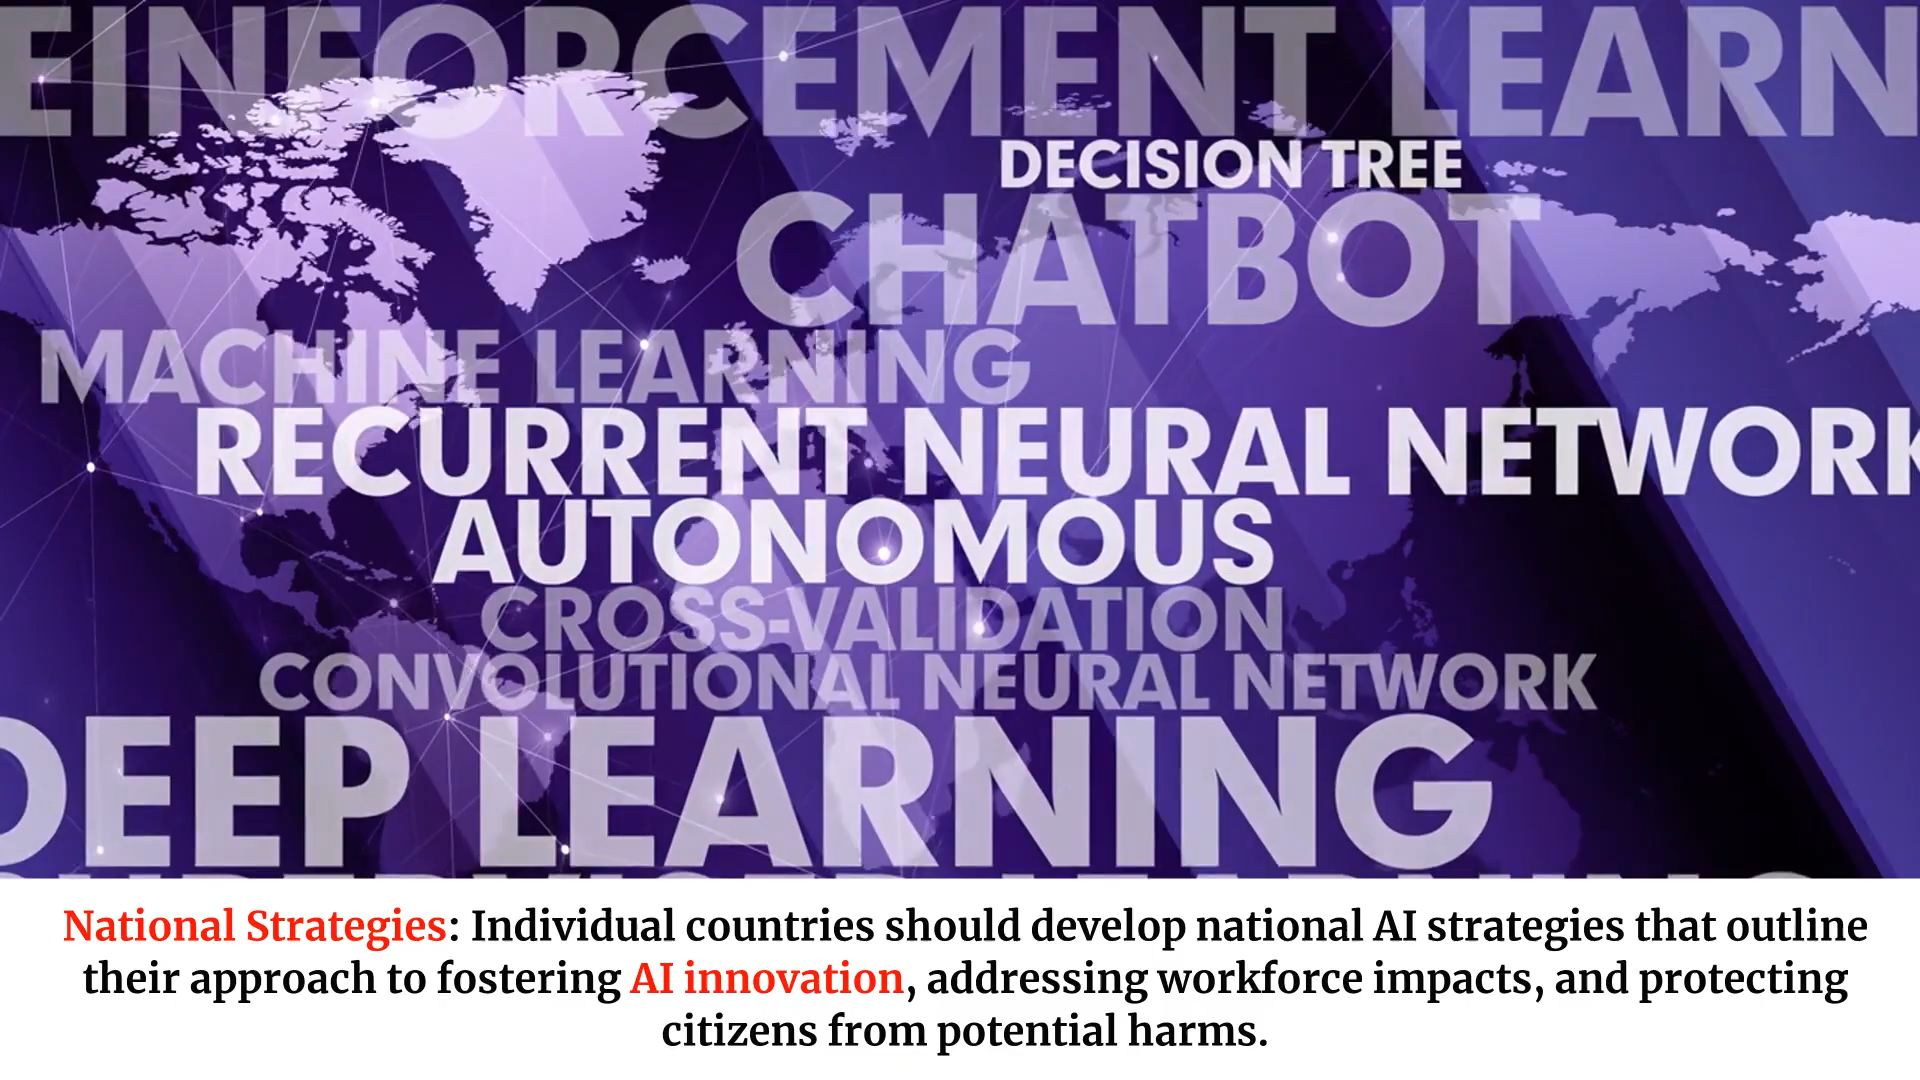 EINFORCEMENT LEARN
DECISION TREE
CHATBOT
MACHINE LEARNING
RECURRENT NEURAL NETWORK
AUTONOMOUS
CROSS-VALIDATION
CONVOLUTIONAL NEURAL NETWORK
DEEP LEARNING
LEARNING
National Strategies: Individual countries should develop national AI strategies that outline
their approach to fostering AI innovation, addressing workforce impacts, and protecting
citizens from potential harms.